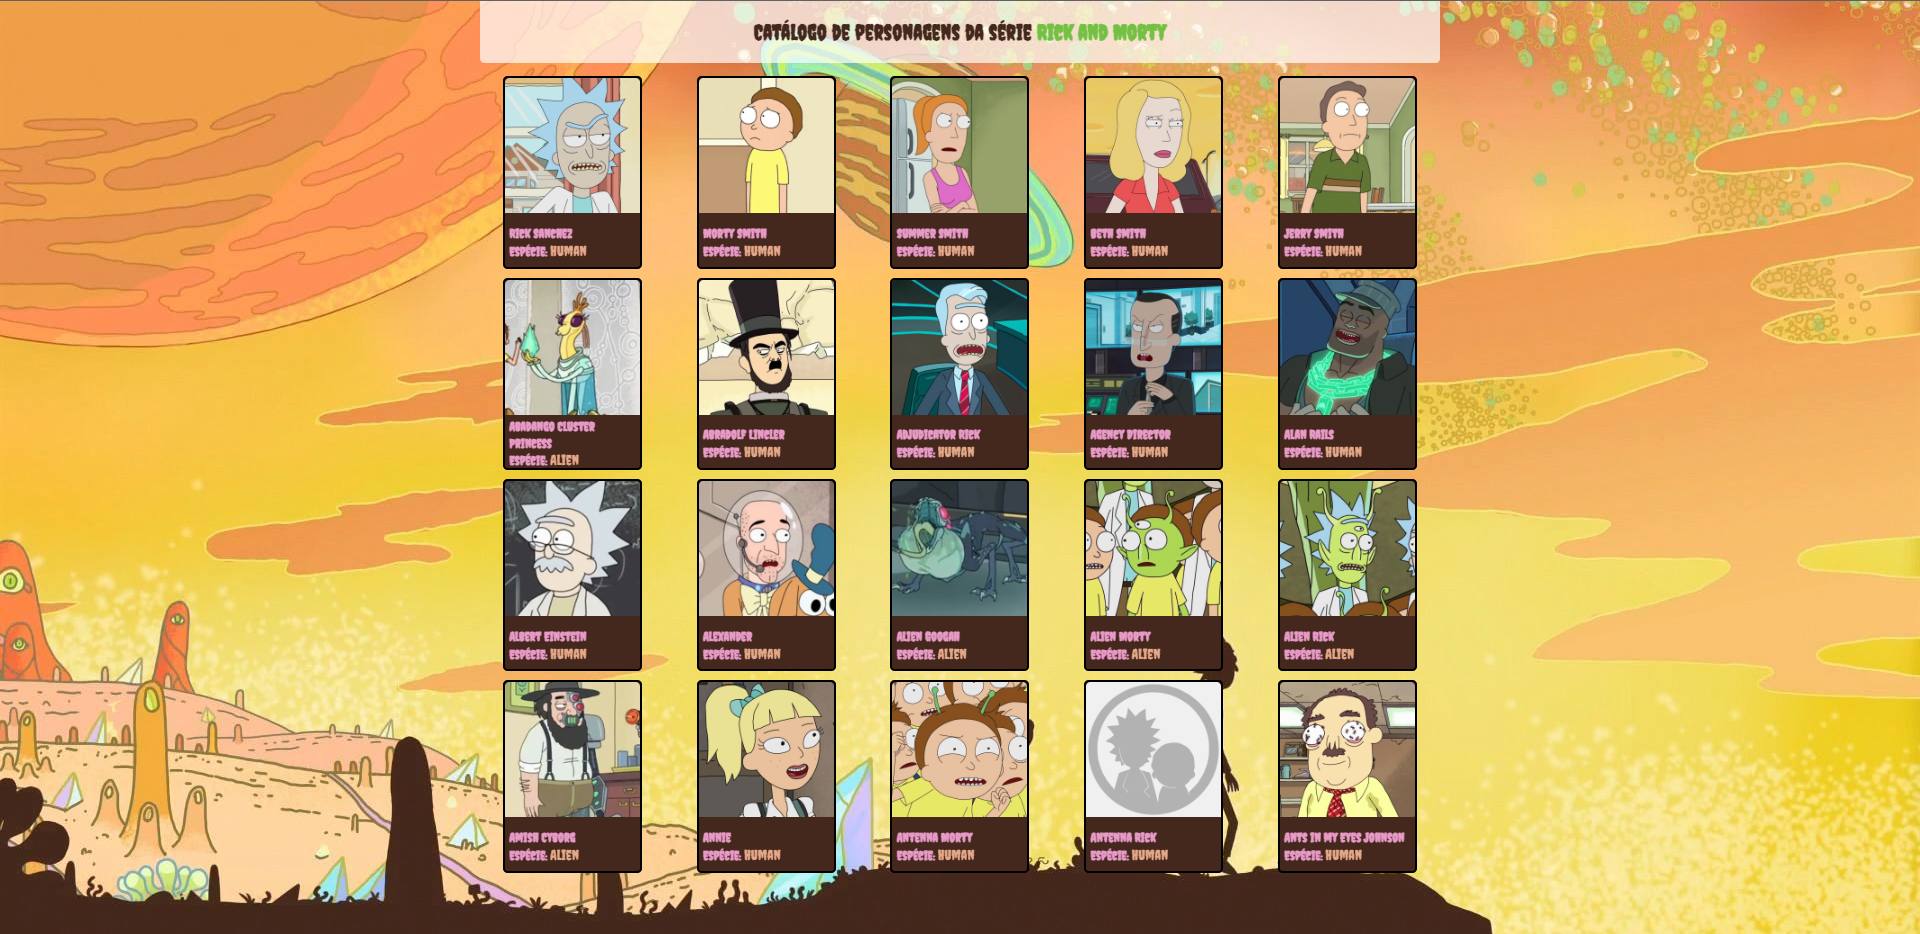 CATÁLOGO DE PERSONAGENS DA SÉRIE RICK AND MORTY
RICK SANCHEZ
ESPÉCIE: HUMAN
MORTY SMITH
ESPÉCIE: HUMAN
SUMMER SMITH
ESPÉCIE: HUMAN
BETH SMITH
ESPÉCIE: HUMAN
JERRY SMITH
ESPÉCIE: HUMAN
ABADANGO CLUSTER
PRINCESS
ESPÉCIE: ALIEN
ABRADOLF LINCLER
ESPÉCIE: HUMAN
ADJUDICATOR RICK
ESPÉCIE: HUMAN
AGENCY DIRECTOR
ESPÉCIE: HUMAN
ALAN RAILS
ESPÉCIE: HUMAN
ALBERT EINSTEIN
ESPÉCIE: HUMAN
ALEXANDER
ESPÉCIE: HUMAN
ALIEN GOOGAH
ESPÉCIE: ALIEN
ALIEN MORTY
ESPÉCIE: ALIEN
ALIEN RICK
ESPÉCIE: ALIEN
AMISH CYBORG
ESPÉCIE: ALIEN
ANNIE
ESPÉCIE: HUMAN
ANTENNA MORTY
ESPÉCIE: HUMAN
ANTENNA RICK
ESPÉCIE: HUMAN
ANTS IN MY EYES JOHNSON
ESPÉCIE: HUMAN